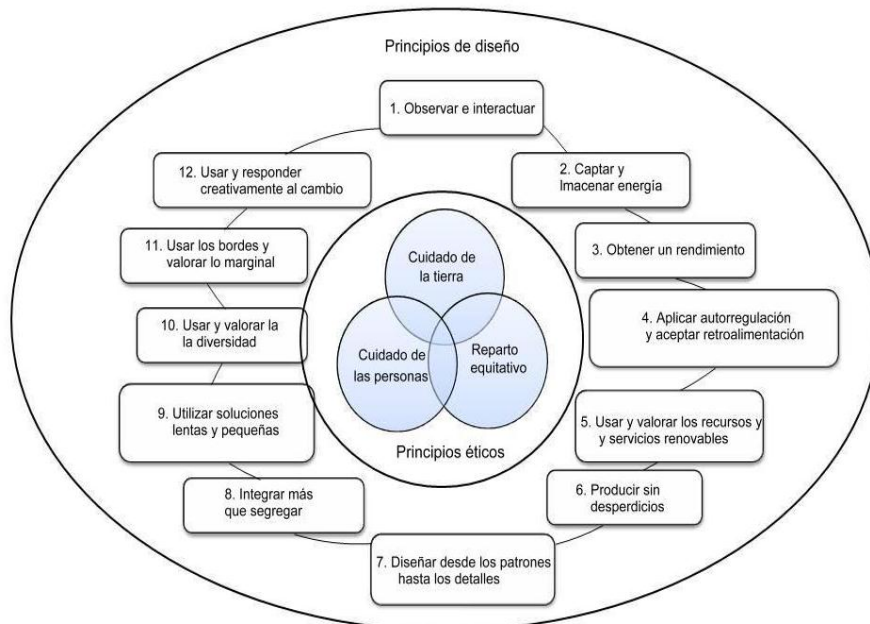 Principios de diseño
1. Observar e interactuar
2. Captar y
lmacenar energía
3. Obtener un rendimiento
4. Aplicar autorregulación
y aceptar retroalimentación
5. Usar y valorar los recursos y
y servicios renovables
6. Producir sin
desperdicios
7. Diseñar desde los patrones
hasta los detalles
8. Integrar más
que segregar
9. Utilizar soluciones
lentas y pequeñas
10. Usar y valorar la
la diversidad
11. Usar los bordes y
valorar lo marginal
12. Usar y responder
creativamente al cambio
Cuidado de
la tierra
Cuidado de
las personas
Reparto
equitativo
Principios éticos